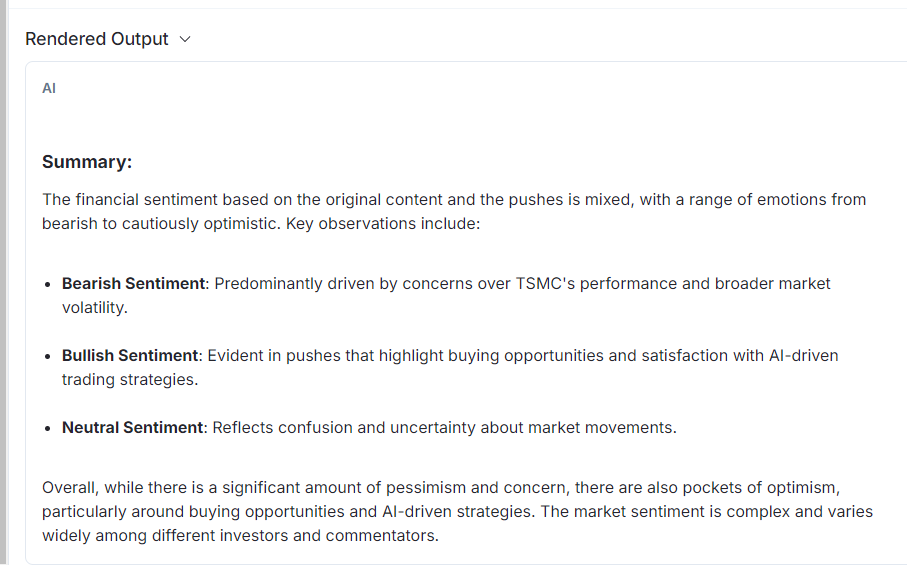 Rendered Output
AI
Summary:
The financial sentiment based on the original content and the pushes is mixed, with a range of emotions from
bearish to cautiously optimistic. Key observations include:
• Bearish Sentiment: Predominantly driven by concerns over TSMC's performance and broader market
volatility.
• Bullish Sentiment: Evident in pushes that highlight buying opportunities and satisfaction with AI-driven
trading strategies.
• Neutral Sentiment: Reflects confusion and uncertainty about market movements.
Overall, while there is a significant amount of pessimism and concern, there are also pockets of optimism,
particularly around buying opportunities and AI-driven strategies. The market sentiment is complex and varies
widely among different investors and commentators.